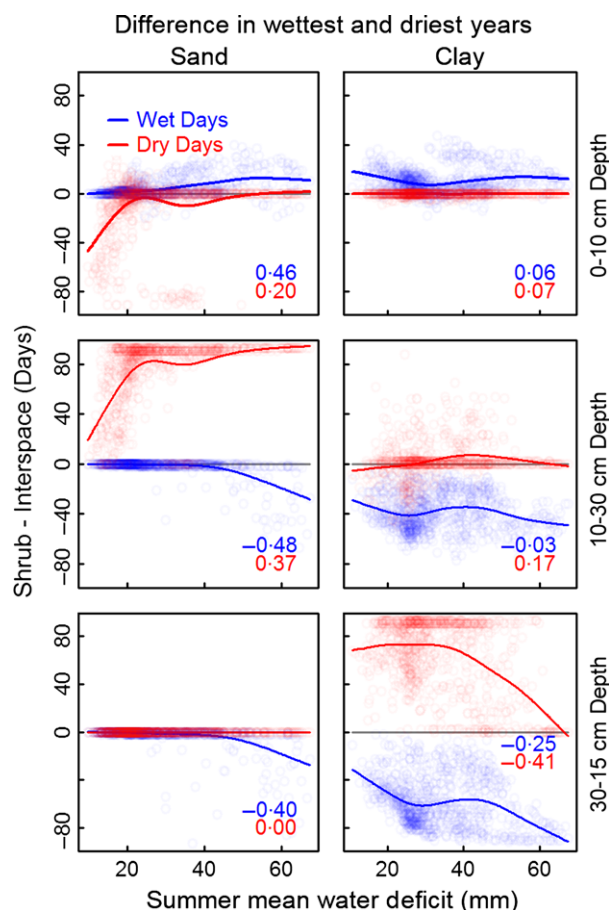 Difference in wettest and driest years
Sand Clay
Shrub - Interspace (Days)
80
40
0
−40
−80
Wet Days
Dry Days
0·46
0·20
0·06
0·07
0-10 cm Depth
80
40
0
−40
−80
−0·48
0·37
−0·03
0·17
10-30 cm Depth
80
40
0
−80
−0·40
0·00
−0·25
−0·41
30-15 cm Depth
20 40 60 20 40 60
Summer mean water deficit (mm)